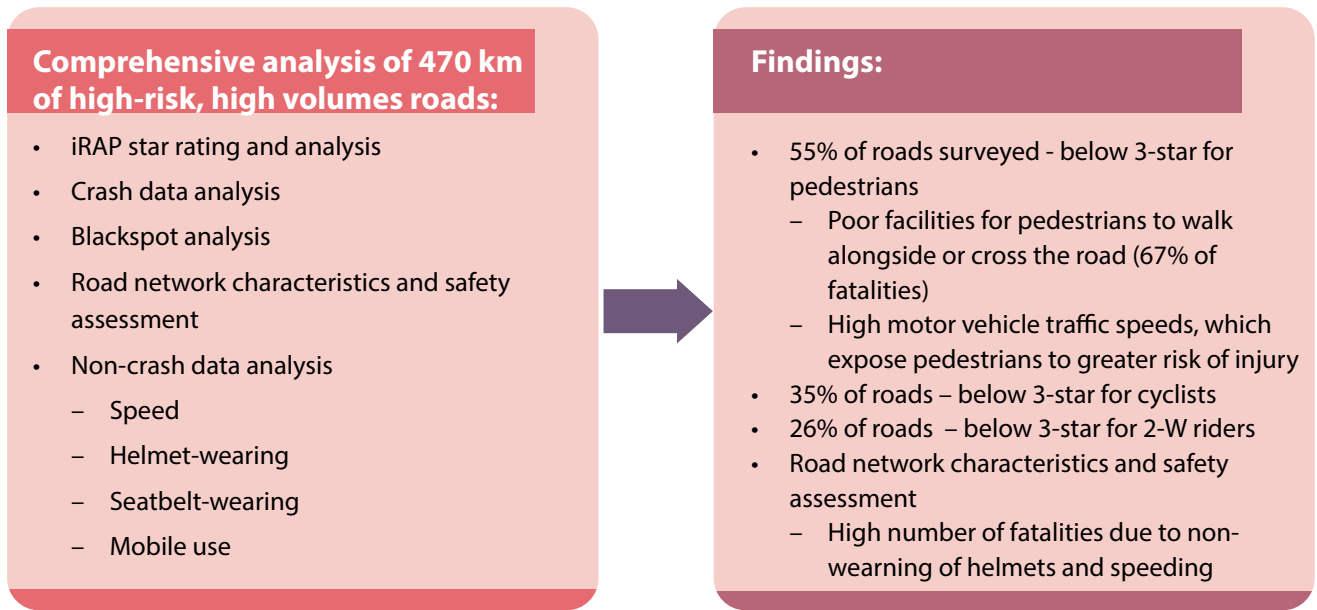 Comprehensive analysis of 470 km
of high-risk, high volumes roads:
• iRAP star rating and analysis
• Crash data analysis
• Blackspot analysis
• Road network characteristics and safety
assessment
• Non-crash data analysis
– Speed
– Helmet-wearing
– Seatbelt-wearing
– Mobile use
Findings:
• 55% of roads surveyed - below 3-star for
pedestrians
– Poor facilities for pedestrians to walk
alongside or cross the road (67% of
fatalities)
– High motor vehicle traffic speeds, which
expose pedestrians to greater risk of injury
• 35% of roads – below 3-star for cyclists
• 26% of roads – below 3-star for 2-W riders
• Road network characteristics and safety
assessment
– High number of fatalities due to non-
wearning of helmets and speeding